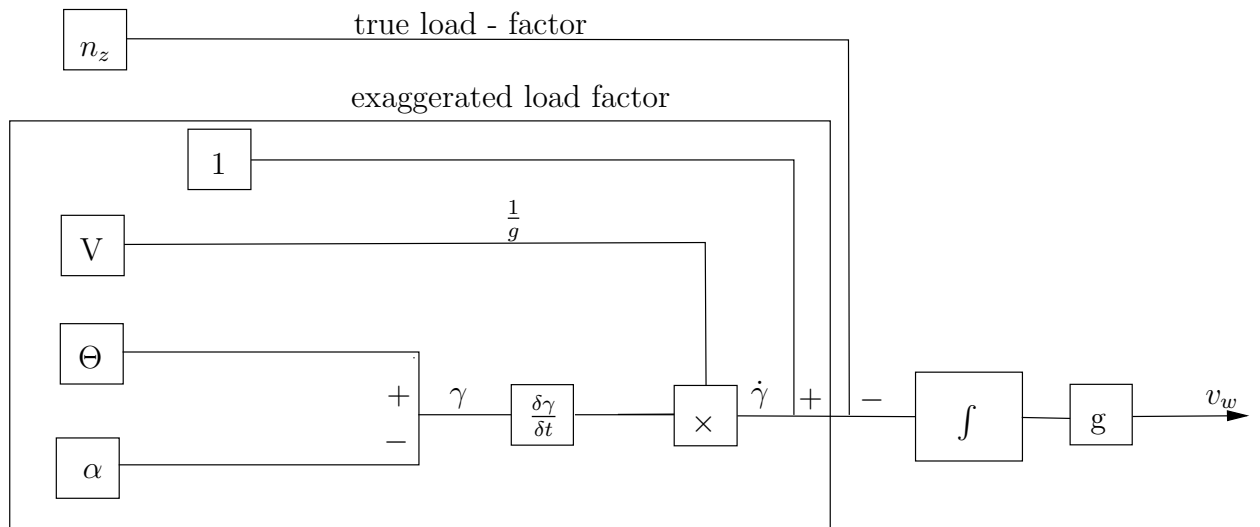 true load - factor
n_z
exaggerated load factor
1
1/g
V
Θ
+ γ δγ/δt × γ̇ + − ∫ g v_w
−
α